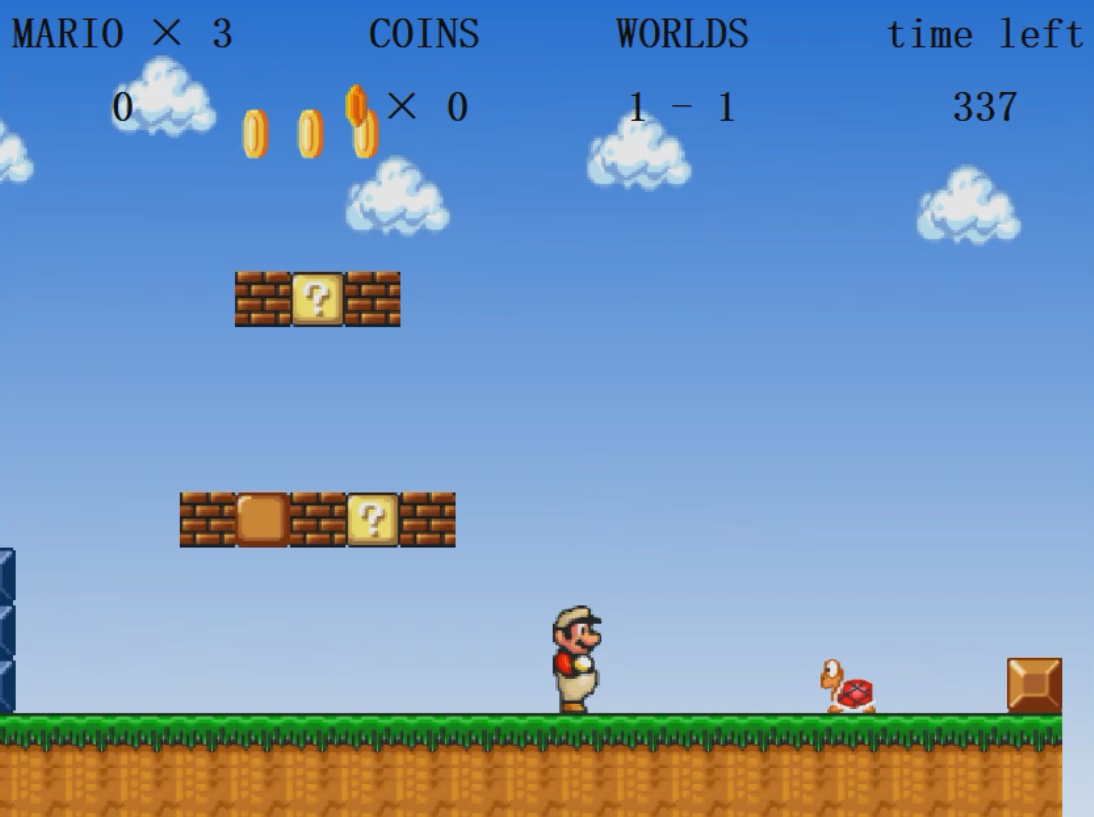 MARIO × 3 COINS WORLDS time left
0 × 0 1 - 1 337
?
?